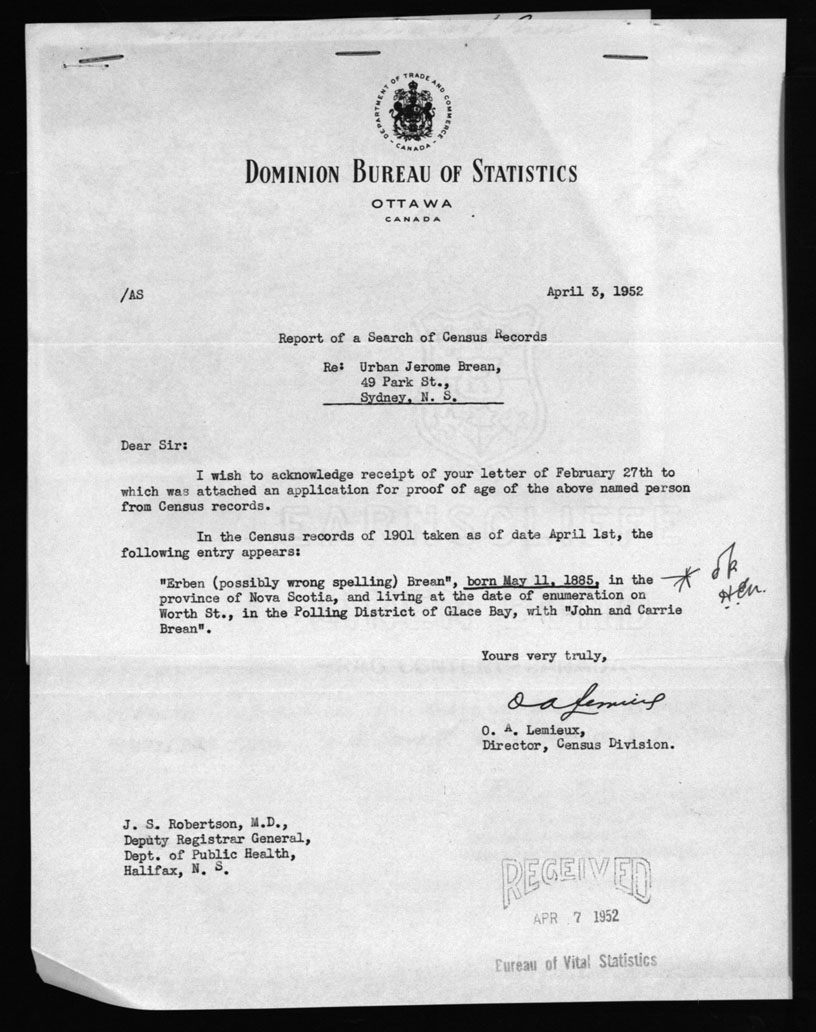 DEPARTMENT OF TRADE AND COMMERCE
- CANADA -
DOMINION BUREAU OF STATISTICS
OTTAWA
CANADA
/AS
April 3, 1952
Report of a Search of Census Records
Re: Urban Jerome Brean,
49 Park St.,
Sydney, N. S.
Dear Sir:
I wish to acknowledge receipt of your letter of February 27th to
which was attached an application for proof of age of the above named person
from Census records.
In the Census records of 1901 taken as of date April 1st, the
following entry appears:
"Erben (possibly wrong spelling) Brean", born May 11, 1885, in the
province of Nova Scotia, and living at the date of enumeration on
Worth St., in the Polling District of Glace Bay, with "John and Carrie
Brean".
ok
Yours very truly,
O A Lemieux
O. A. Lemieux,
Director, Census Division.
J. S. Robertson, M.D.,
Deputy Registrar General,
Dept. of Public Health,
Halifax, N. S.
RECEIVED
APR 7 1952
Bureau of Vital Statistics